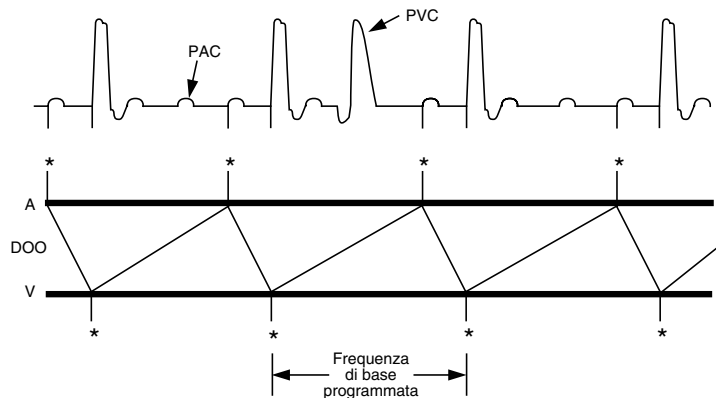 PVC
PAC
* * * *
A
DOO
V
* * * *
Frequenza
di base
programmata